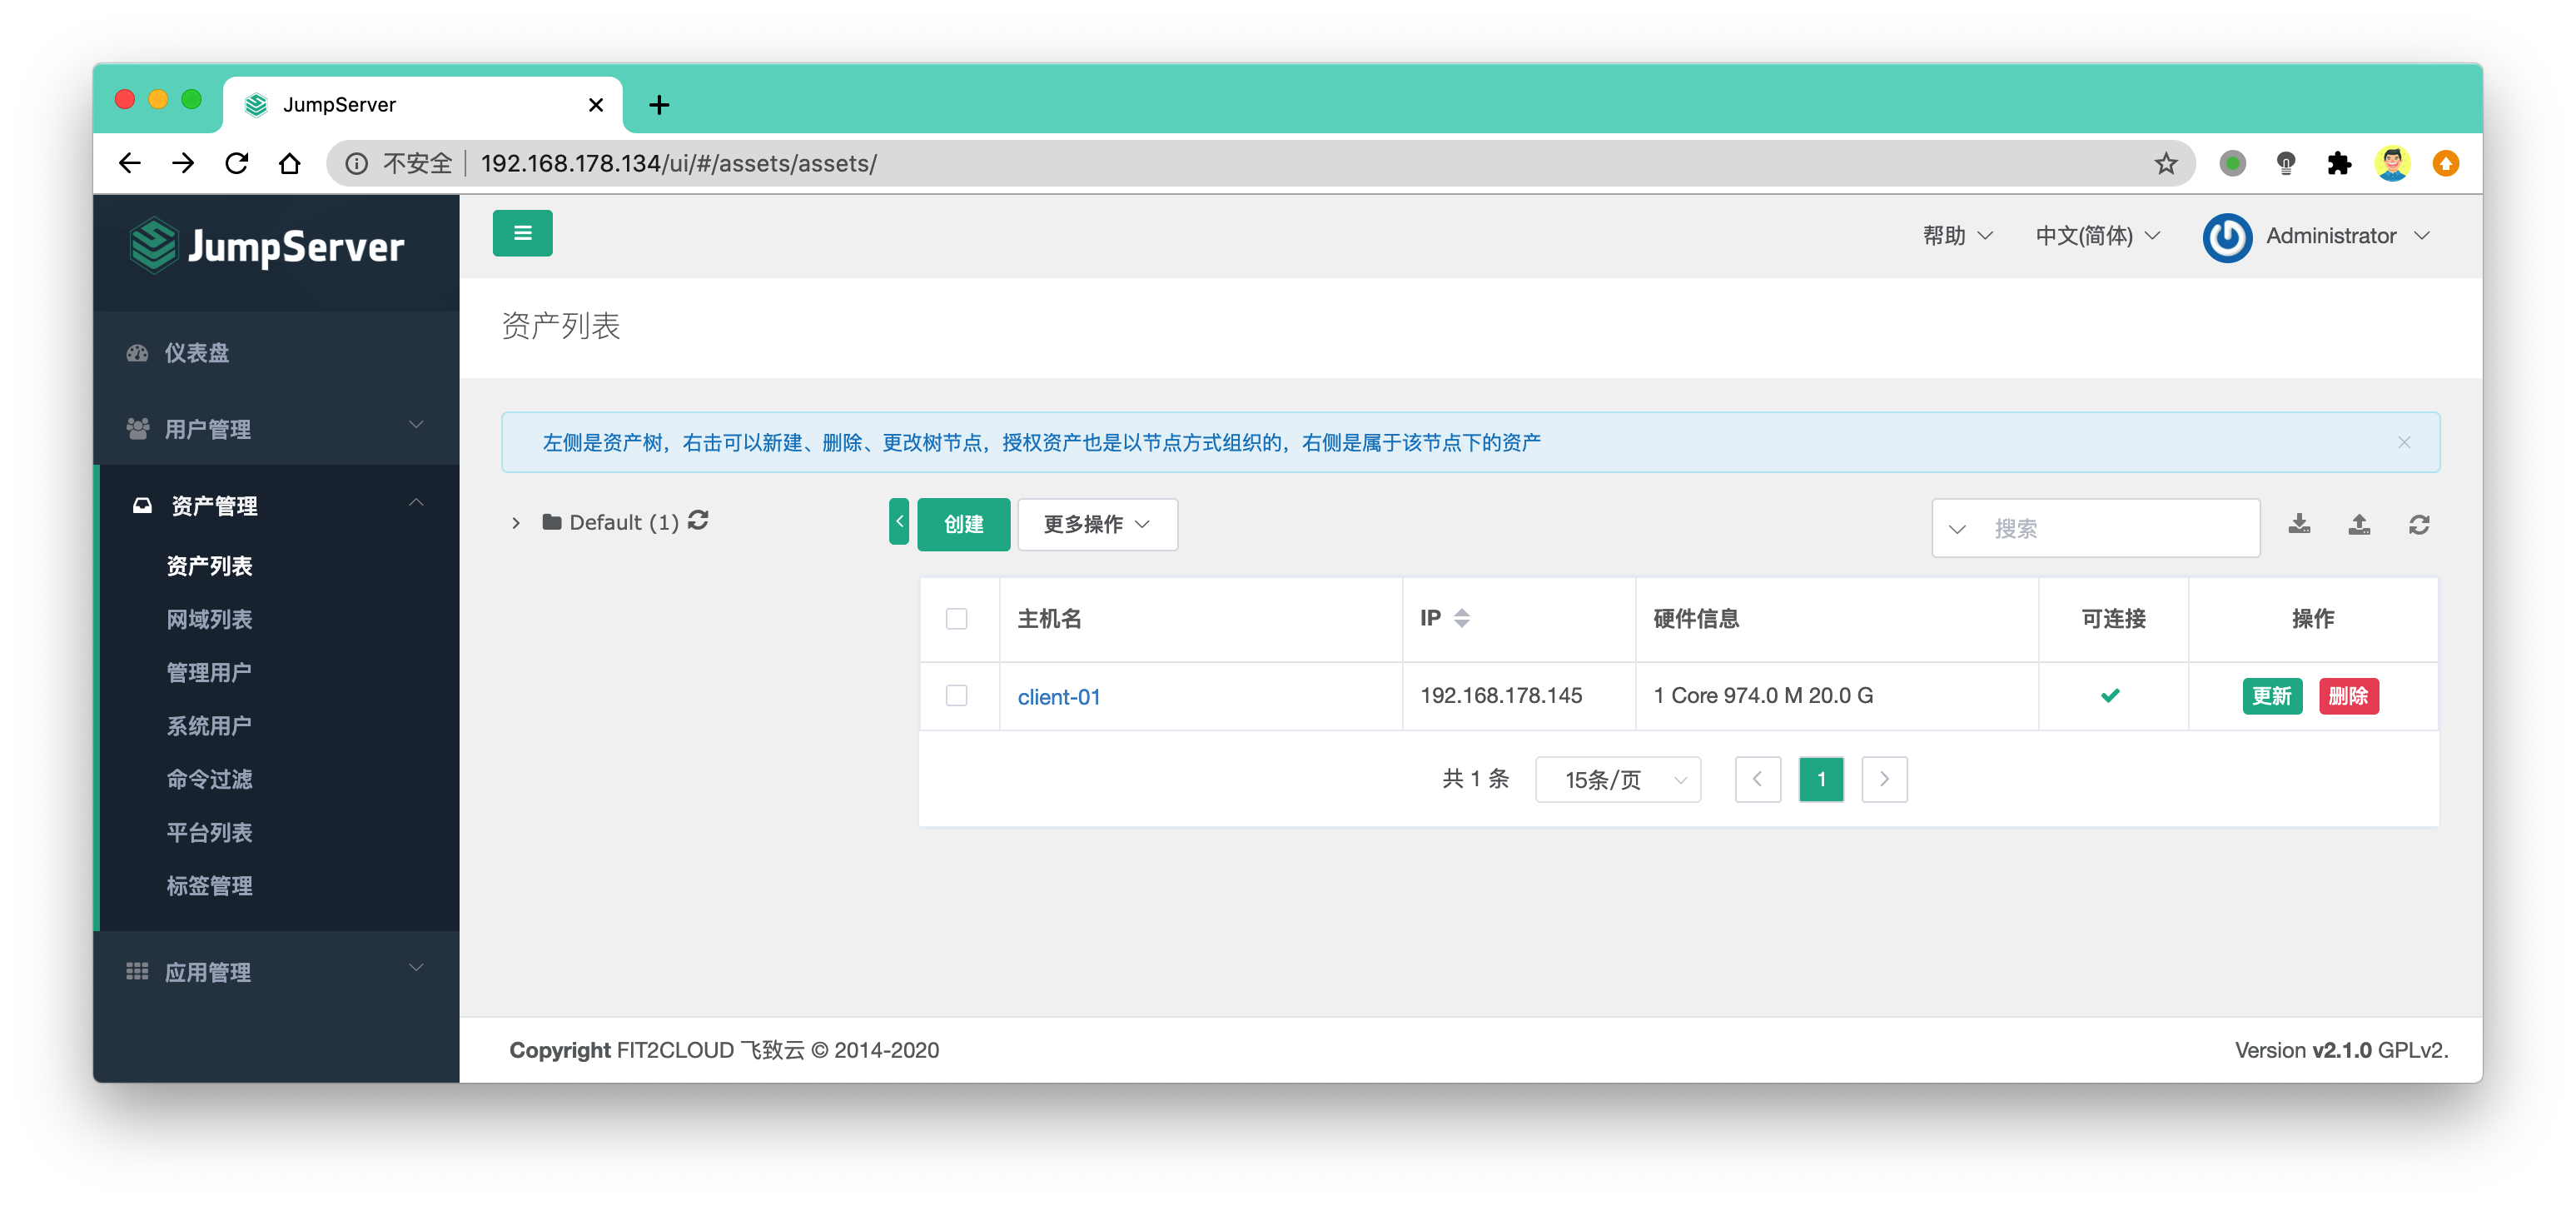 JumpServer
不安全 192.168.178.134/ui/#/assets/assets/
JumpServer
帮助 中文(简体) Administrator
资产列表
仪表盘
用户管理
资产管理
资产列表
网域列表
管理用户
系统用户
命令过滤
平台列表
标签管理
应用管理
左侧是资产树，右击可以新建、删除、更改树节点，授权资产也是以节点方式组织的，右侧是属于该节点下的资产
Default (1)
创建 更多操作 搜索
主机名 IP 硬件信息 可连接 操作
client-01 192.168.178.145 1 Core 974.0 M 20.0 G 更新 删除
共 1 条 15条/页 1
Copyright FIT2CLOUD 飞致云 © 2014-2020
Version v2.1.0 GPLv2.